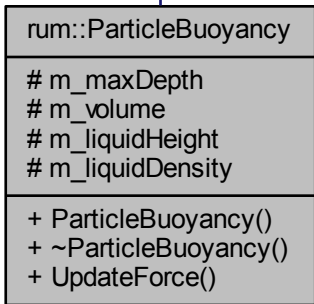 rum::ParticleBuoyancy
# m_maxDepth
# m_volume
# m_liquidHeight
# m_liquidDensity
+ ParticleBuoyancy()
+ ~ParticleBuoyancy()
+ UpdateForce()